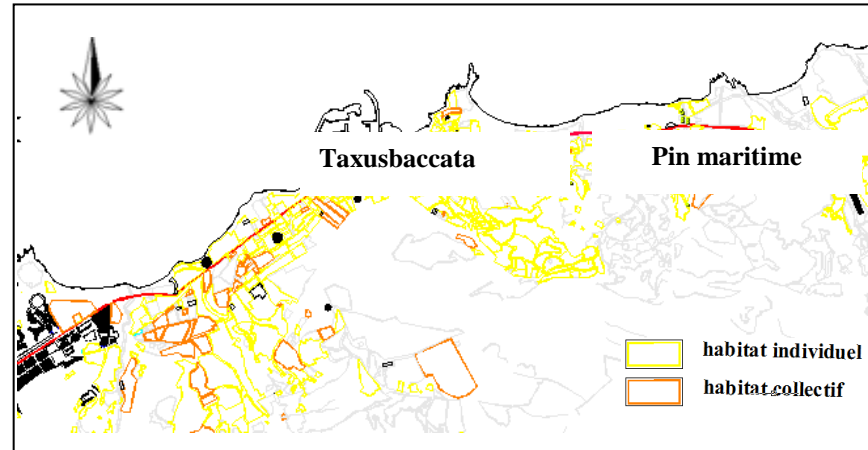 Taxusbaccata
Pin maritime
habitat individuel
habitat collectif